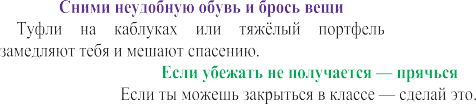 Сними неудобную обувь и брось вещи
Туфли на каблуках или тяжёлый портфель
замедляют тебя и мешают спасению.
Если убежать не получается — прячься
Если ты можешь закрыться в классе — сделай это.